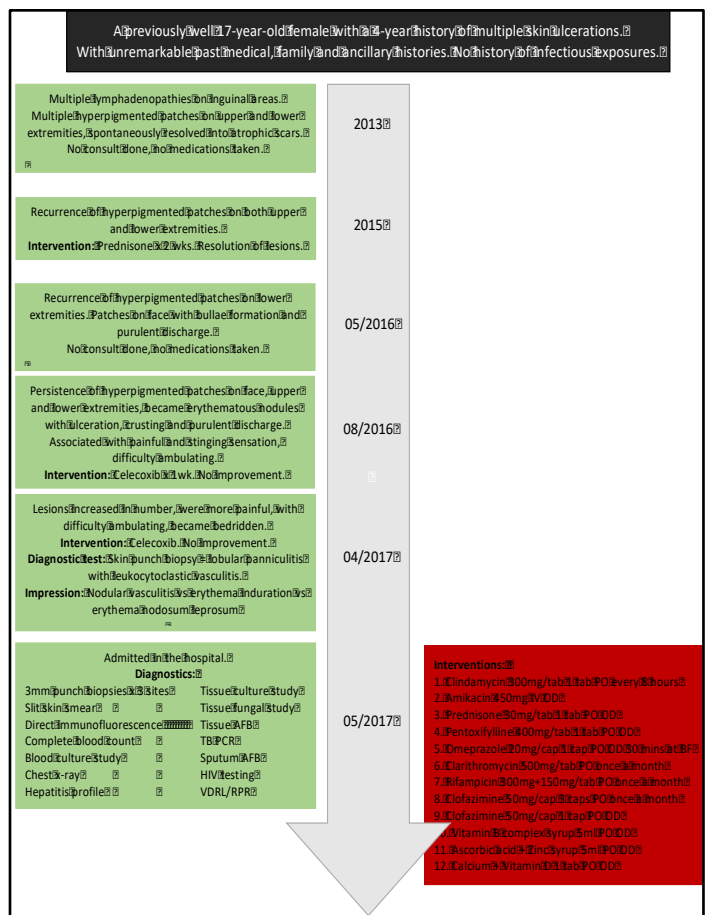 A previously well 17-year-old female with a 4-year history of multiple skin ulcerations.
With unremarkable past medical, family and ancillary histories. No history of infectious exposures.
Multiple lymphadenopathies on inguinal areas.
Multiple hyperpigmented patches on upper and lower
extremities, spontaneously resolved into atrophic scars.
No consult done, no medications taken.
2013
Recurrence of hyperpigmented patches on both upper
and lower extremities.
Intervention: Prednisone x 2 wks. Resolution of lesions.
2015
Recurrence of hyperpigmented patches on lower
extremities. Patches on face with bullae formation and
purulent discharge.
No consult done, no medications taken.
05/2016
Persistence of hyperpigmented patches on face, upper
and lower extremities, became erythematous nodules
with ulceration, crusting and purulent discharge.
Associated with painful and stinging sensation,
difficulty ambulating.
Intervention: Celecoxib x 1 wk. No improvement.
08/2016
Lesions increased in number, were more painful, with
difficulty ambulating, became bedridden.
Intervention: Celecoxib. No improvement.
Diagnostic test: Skin punch biopsy = lobular panniculitis
with leukocytoclastic vasculitis.
Impression: Nodular vasculitis vs erythema induration vs
erythema nodosum leprosum
04/2017
Admitted in the hospital.
Diagnostics:
3mm punch biopsies x 3 sites Tissue culture study
Slit skin smear Tissue fungal study
Direct immunofluorescence Tissue AFB
Complete blood count TB PCR
Blood culture study Sputum AFB
Chest x-ray HIV testing
Hepatitis profile VDRL/RPR
05/2017
Interventions:
1. Clindamycin 300mg/tab 1 tab PO every 8 hours
2. Amikacin 450mg IV OD
3. Prednisone 30mg/tab 1 tab PO OD
4. Pentoxifylline 400mg/tab 1 tab PO OD
5. Omeprazole 20mg/cap 1 cap PO OD 30 mins t BF
6. Clarithromycin 500mg/tab PO once a month
7. Rifampicin 300mg+150mg/tab PO once a month
8. Clofazimine 50mg/cap 3 caps PO once a month
9. Clofazimine 50mg/cap 1 cap PO OD
10. Vitamin B complex syrup 5ml PO OD
11. Ascorbic acid + Zinc syrup 5ml PO OD
12. Calcium + Vitamin D 1 tab PO OD